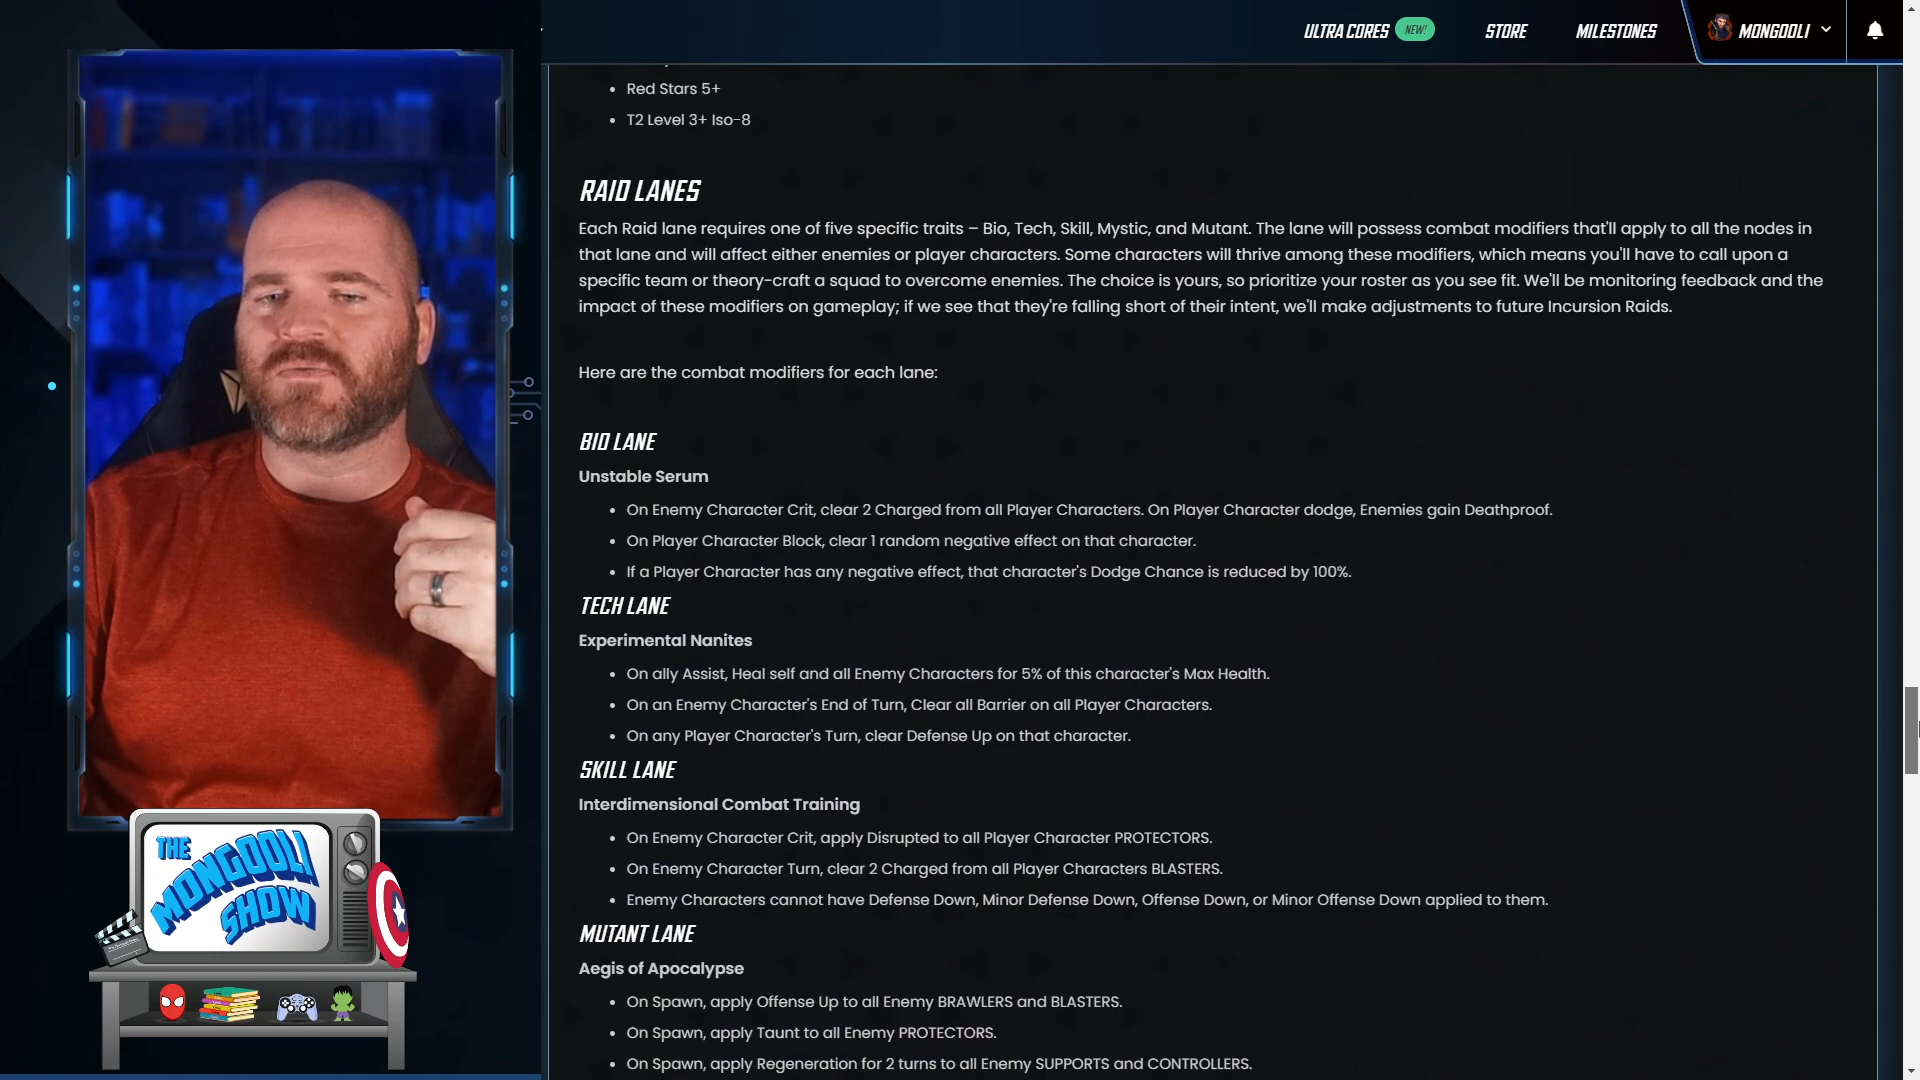 ULTRA CORES NEW! STORE MILESTONES MONGOOLI
Red Stars 5+
T2 Level 3+ Iso-8
RAID LANES
Each Raid lane requires one of five specific traits – Bio, Tech, Skill, Mystic, and Mutant. The lane will possess combat modifiers that'll apply to all the nodes in
that lane and will affect either enemies or player characters. Some characters will thrive among these modifiers, which means you'll have to call upon a
specific team or theory-craft a squad to overcome enemies. The choice is yours, so prioritize your roster as you see fit. We'll be monitoring feedback and the
impact of these modifiers on gameplay; if we see that they're falling short of their intent, we'll make adjustments to future Incursion Raids.
Here are the combat modifiers for each lane:
BIO LANE
Unstable Serum
On Enemy Character Crit, clear 2 Charged from all Player Characters. On Player Character dodge, Enemies gain Deathproof.
On Player Character Block, clear 1 random negative effect on that character.
If a Player Character has any negative effect, that character's Dodge Chance is reduced by 100%.
TECH LANE
Experimental Nanites
On ally Assist, Heal self and all Enemy Characters for 5% of this character's Max Health.
On an Enemy Character's End of Turn, Clear all Barrier on all Player Characters.
On any Player Character's Turn, clear Defense Up on that character.
SKILL LANE
Interdimensional Combat Training
On Enemy Character Crit, apply Disrupted to all Player Character PROTECTORS.
On Enemy Character Turn, clear 2 Charged from all Player Characters BLASTERS.
Enemy Characters cannot have Defense Down, Minor Defense Down, Offense Down, or Minor Offense Down applied to them.
MUTANT LANE
Aegis of Apocalypse
On Spawn, apply Offense Up to all Enemy BRAWLERS and BLASTERS.
On Spawn, apply Taunt to all Enemy PROTECTORS.
On Spawn, apply Regeneration for 2 turns to all Enemy SUPPORTS and CONTROLLERS.
THE
MONGOOLI
SHOW